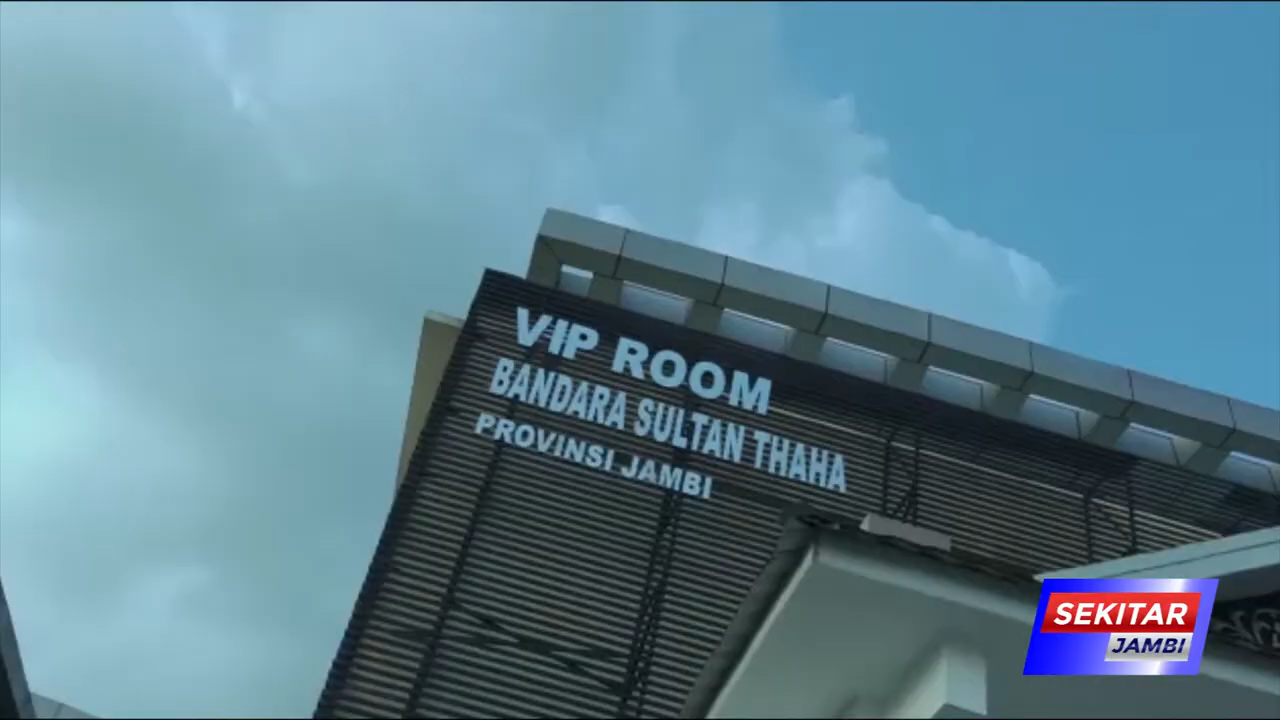 VIP ROOM
BANDARA SULTAN THAHA
PROVINSI JAMBI
SEKITAR
JAMBI